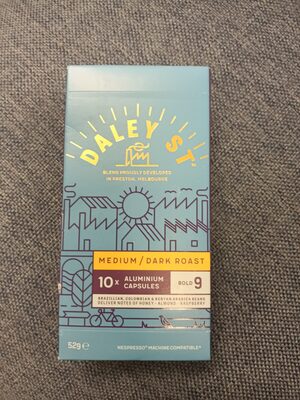 DALEY ST
BLEND PROUDLY DEVELOPED
IN PRESTON, MELBOURNE
MEDIUM / DARK ROAST
10x ALUMINIUM CAPSULES
BOLD 9
BRAZILIAN, COLOMBIAN & KENYAN ARABICA BEANS
DELIVER NOTES OF HONEY · ALMOND · RASPBERRY
52g e
NESPRESSO® MACHINE COMPATIBLE*